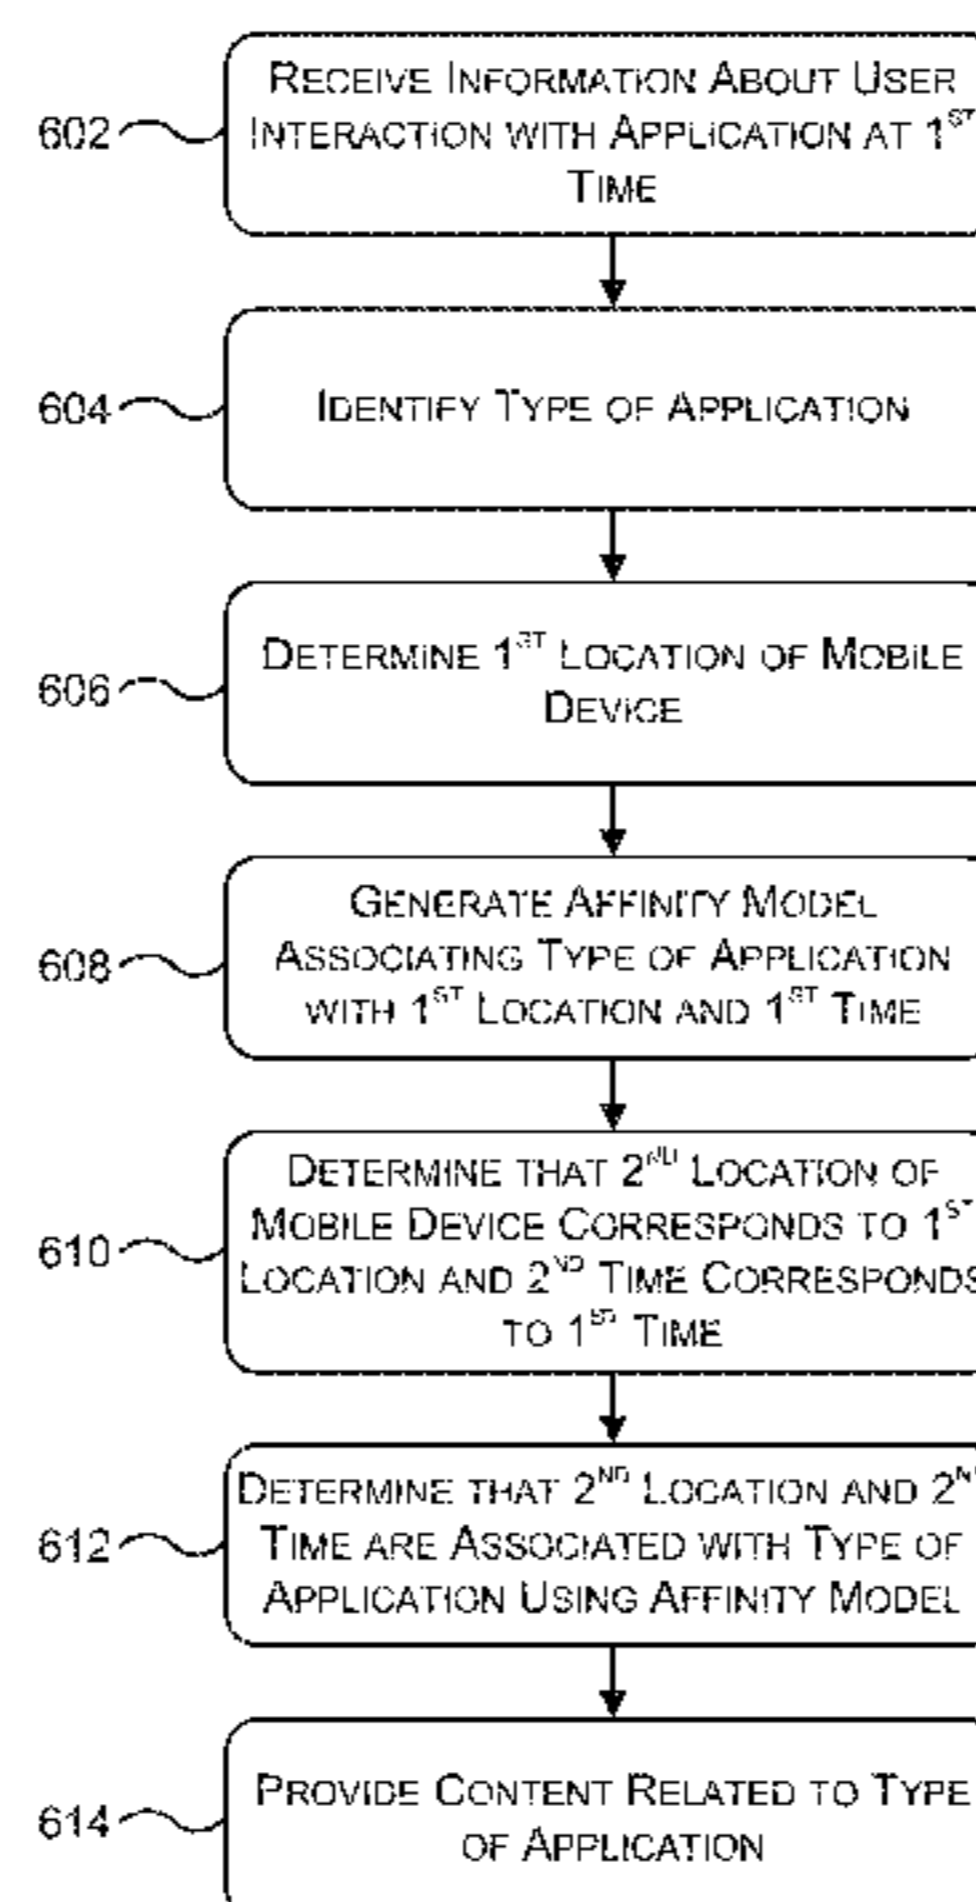 602
RECEIVE INFORMATION ABOUT USER
INTERACTION WITH APPLICATION AT 1ST
TIME
604
IDENTIFY TYPE OF APPLICATION
606
DETERMINE 1ST LOCATION OF MOBILE
DEVICE
608
GENERATE AFFINITY MODEL
ASSOCIATING TYPE OF APPLICATION
WITH 1ST LOCATION AND 1ST TIME
610
DETERMINE THAT 2ND LOCATION OF
MOBILE DEVICE CORRESPONDS TO 1ST
LOCATION AND 2ND TIME CORRESPONDS
TO 1ST TIME
612
DETERMINE THAT 2ND LOCATION AND 2ND
TIME ARE ASSOCIATED WITH TYPE OF
APPLICATION USING AFFINITY MODEL
614
PROVIDE CONTENT RELATED TO TYPE
OF APPLICATION